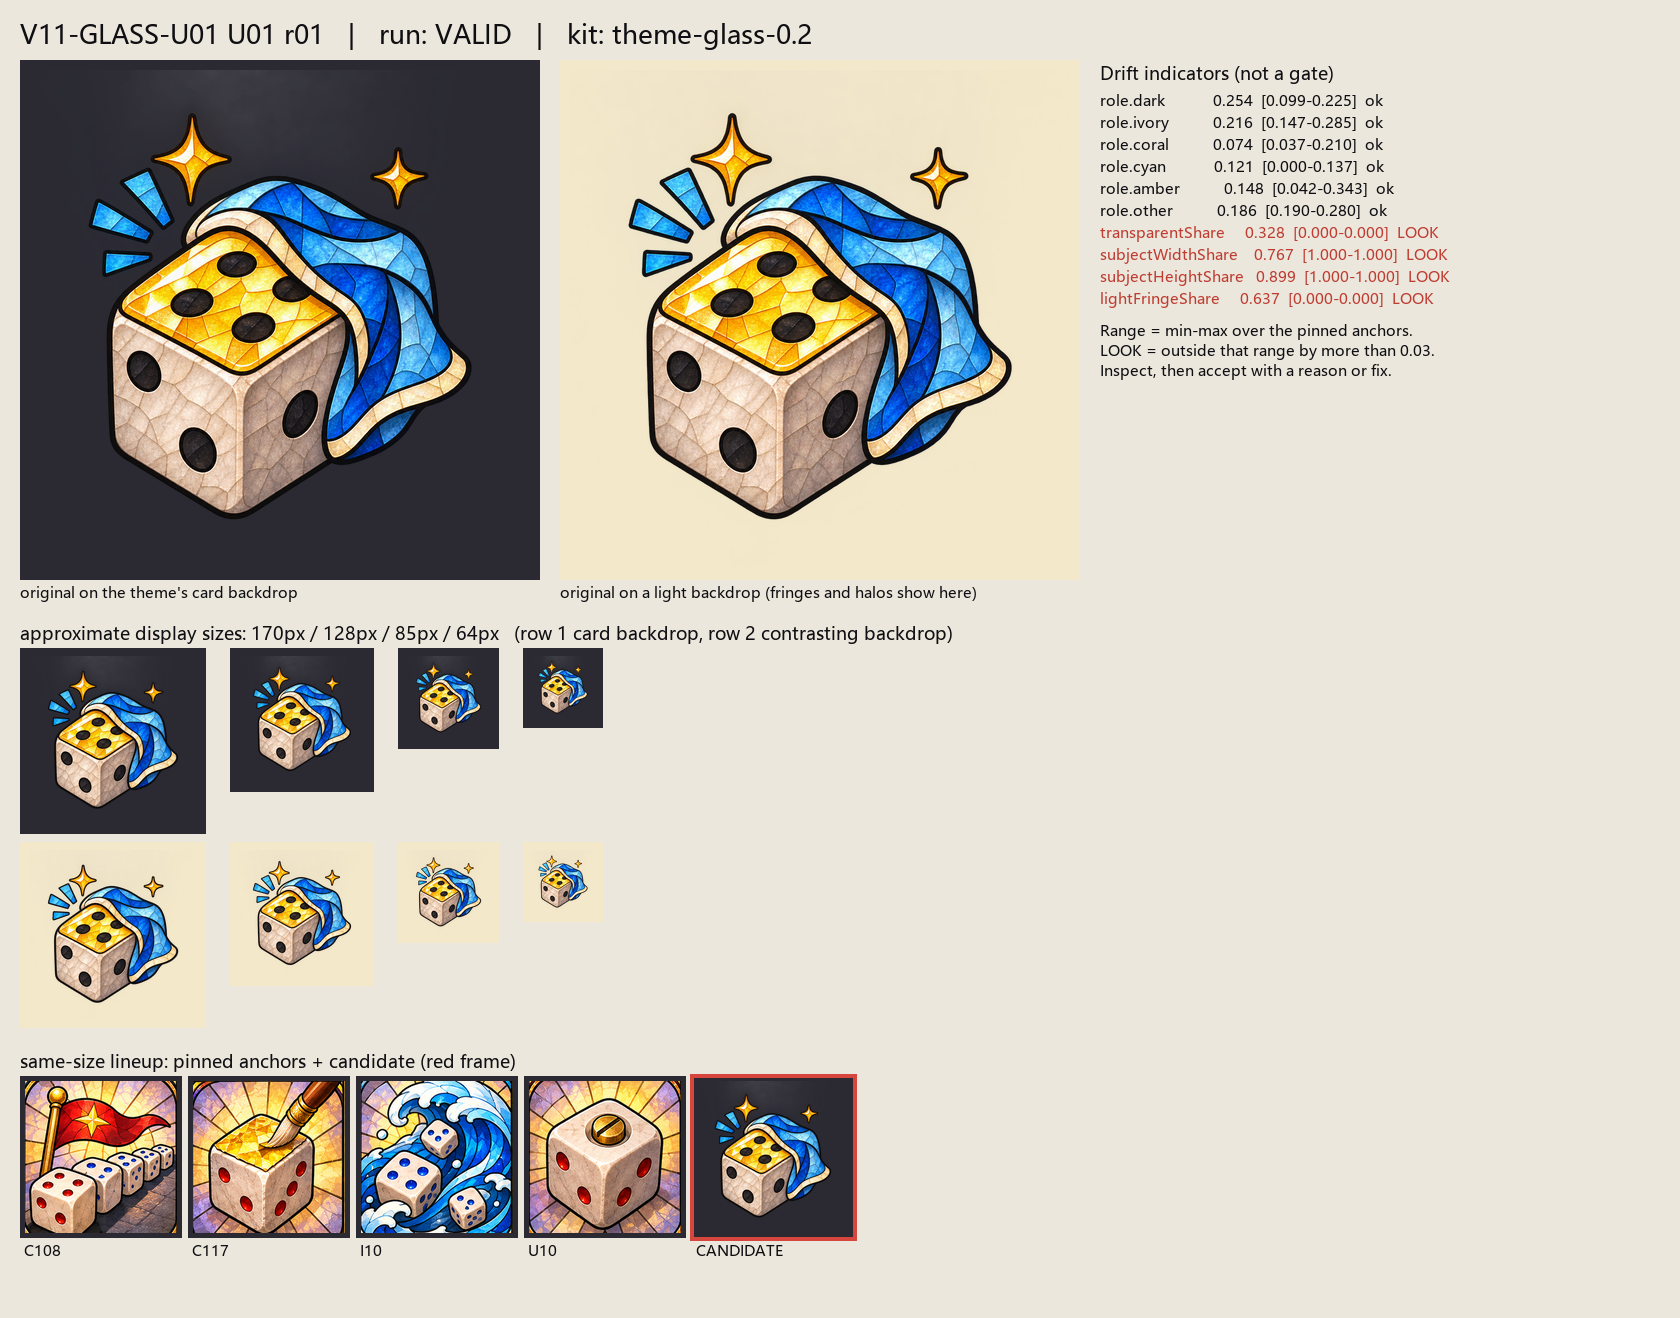 V11-GLASS-U01 U01 r01 | run: VALID | kit: theme-glass-0.2
Drift indicators (not a gate)
role.dark 0.254 [0.099-0.225] ok
role.ivory 0.216 [0.147-0.285] ok
role.coral 0.074 [0.037-0.210] ok
role.cyan 0.121 [0.000-0.137] ok
role.amber 0.148 [0.042-0.343] ok
role.other 0.186 [0.190-0.280] ok
transparentShare 0.328 [0.000-0.000] LOOK
subjectWidthShare 0.767 [1.000-1.000] LOOK
subjectHeightShare 0.899 [1.000-1.000] LOOK
lightFringeShare 0.637 [0.000-0.000] LOOK
Range = min-max over the pinned anchors.
LOOK = outside that range by more than 0.03.
Inspect, then accept with a reason or fix.
original on the theme's card backdrop
original on a light backdrop (fringes and halos show here)
approximate display sizes: 170px / 128px / 85px / 64px (row 1 card backdrop, row 2 contrasting backdrop)
same-size lineup: pinned anchors + candidate (red frame)
C108
C117
I10
U10
CANDIDATE